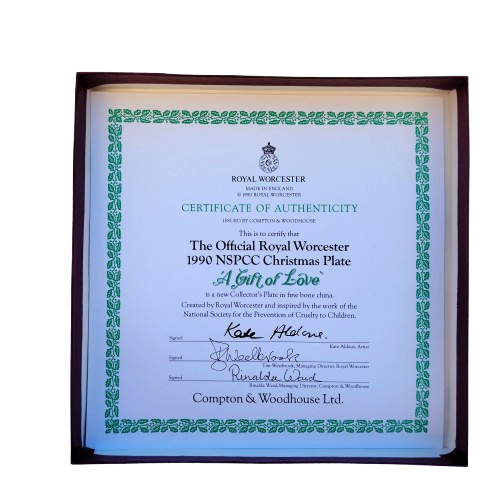 ROYAL WORCESTER
MADE IN ENGLAND
© 1990 ROYAL WORCESTER
CERTIFICATE OF AUTHENTICITY
ISSUED BY COMPTON & WOODHOUSE
This is to certify that
The Official Royal Worcester
1990 NSPCC Christmas Plate
'A Gift of Love'
is a new Collector's Plate in fine bone china.
Created by Royal Worcester and inspired by the work of the
National Society for the Prevention of Cruelty to Children.
Signed Kate Aldous.
Kate Aldous, Artist
Signed
Tim Westbrook, Managing Director, Royal Worcester
Signed Rinalda Ward
Rinalda Ward, Managing Director, Compton & Woodhouse
Compton & Woodhouse Ltd.